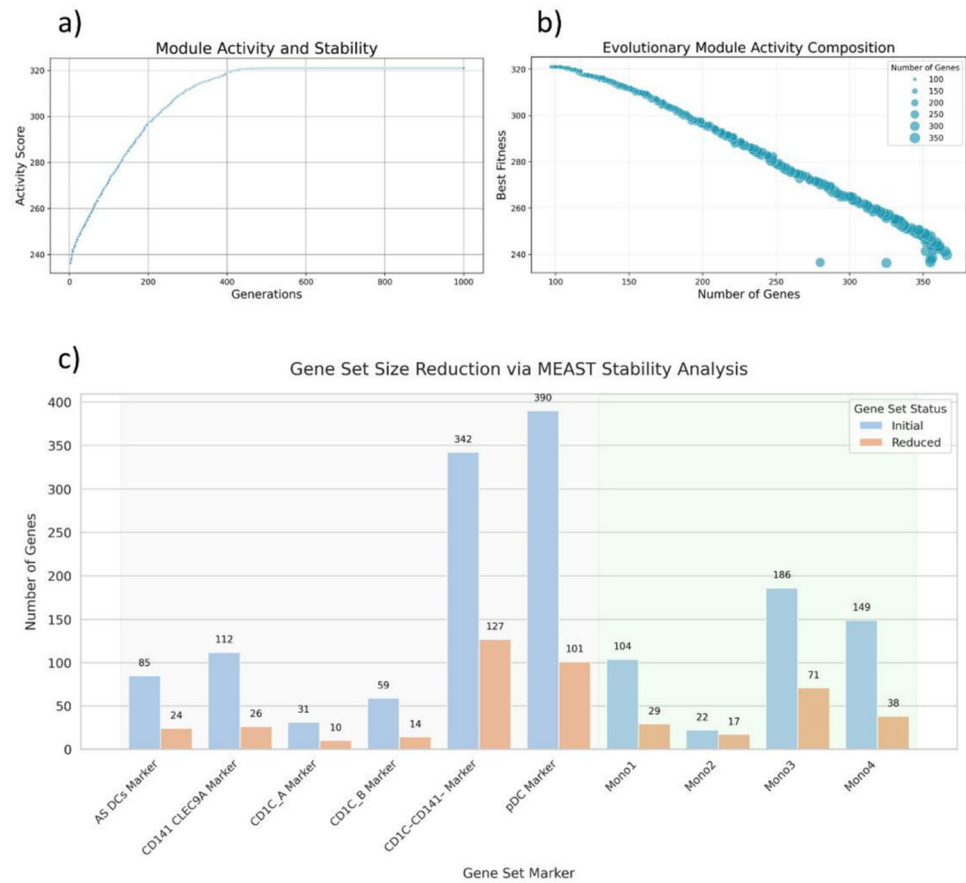 a)
Module Activity and Stability
320
300
280
260
240
0
200
400
600
800
1000
Activity Score
Generations
b)
Evolutionary Module Activity Composition
320
300
280
260
240
100
150
200
250
300
350
Best Fitness
Number of Genes
Number of Genes
100
150
200
250
300
350
c)
Gene Set Size Reduction via MEAST Stability Analysis
400
350
300
250
200
150
100
50
0
Number of Genes
Gene Set Status
Initial
Reduced
85
24
112
26
31
10
59
14
342
127
390
101
104
29
22
17
186
71
149
38
AS DCs Marker
CD141 CLEC9A Marker
CD1C_A Marker
CD1C_B Marker
CD1C-CD141- Marker
pDC Marker
Mono1
Mono2
Mono3
Mono4
Gene Set Marker